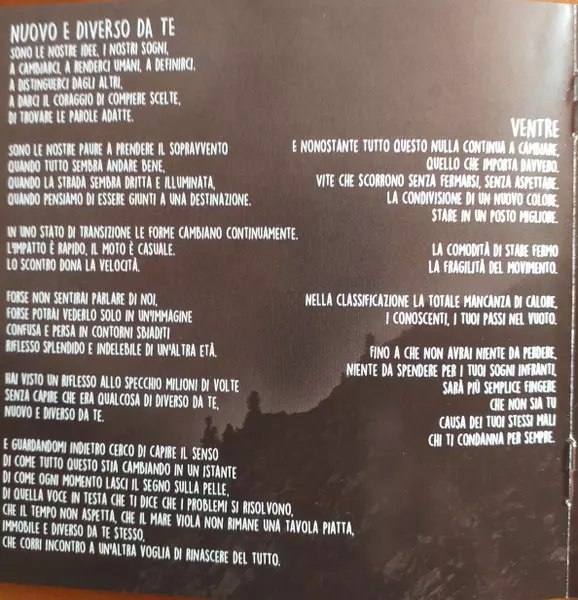 NUOVO E DIVERSO DA TE
SONO LE NOSTRE IDEE, I NOSTRI SOGNI,
A CAMBIARCI, A RENDERCI UMANI, A DEFINIRCI.
A DISTINGUERCI DAGLI ALTRI,
A DARCI IL CORAGGIO DI COMPIERE SCELTE,
DI TROVARE LE PAROLE ADATTE.
SONO LE NOSTRE PAURE A PRENDERE IL SOPRAVVENTO
QUANDO TUTTO SEMBRA ANDARE BENE,
QUANDO LA STRADA SEMBRA DRITTA E ILLUMINATA,
QUANDO PENSIAMO DI ESSERE GIUNTI A UNA DESTINAZIONE.
IN UNO STATO DI TRANSIZIONE LE FORME CAMBIANO CONTINUAMENTE.
L'IMPATTO È RAPIDO, IL MOTO È CASUALE.
LO SCONTRO DONA LA VELOCITÀ.
FORSE NON SENTIRAI PARLARE DI NOI,
FORSE POTRAI VEDERLO SOLO IN UN'IMMAGINE
CONFUSA E PERSA IN CONTORNI SBIADITI
RIFLESSO SPLENDIDO E INDELEBILE DI UN'ALTRA ETÀ.
HAI VISTO UN RIFLESSO ALLO SPECCHIO MILIONI DI VOLTE
SENZA CAPIRE CHE ERA QUALCOSA DI DIVERSO DA TE,
NUOVO E DIVERSO DA TE.
E GUARDANDOMI INDIETRO CERCO DI CAPIRE IL SENSO
DI COME TUTTO QUESTO STIA CAMBIANDO IN UN ISTANTE
DI COME OGNI MOMENTO LASCI IL SEGNO SULLA PELLE,
DI QUELLA VOCE IN TESTA CHE TI DICE CHE I PROBLEMI SI RISOLVONO,
CHE IL TEMPO NON ASPETTA, CHE IL MARE VIOLA NON RIMANE UNA TAVOLA PIATTA,
IMMOBILE E DIVERSO DA TE STESSO,
CHE CORRI INCONTRO A UN'ALTRA VOGLIA DI RINASCERE DEL TUTTO.
VENTRE
E NONOSTANTE TUTTO QUESTO NULLA CONTINUA A CAMBIARE,
QUELLO CHE IMPORTA DAVVERO.
VITE CHE SCORRONO SENZA FERMARSI, SENZA ASPETTARE.
LA CONDIVISIONE DI UN NUOVO COLORE.
STARE IN UN POSTO MIGLIORE.
LA COMODITÀ DI STARE FERMO
LA FRAGILITÀ DEL MOVIMENTO.
NELLA CLASSIFICAZIONE LA TOTALE MANCANZA DI CALORE,
I CONOSCENTI, I TUOI PASSI NEL VUOTO.
FINO A CHE NON AVRAI NIENTE DA PERDERE,
NIENTE DA SPENDERE PER I TUOI SOGNI INFRANTI,
SARÀ PIÙ SEMPLICE FINGERE
CHE NON SIA TU
CAUSA DEI TUOI STESSI MALI
CHI TI CONDANNA PER SEMPRE.